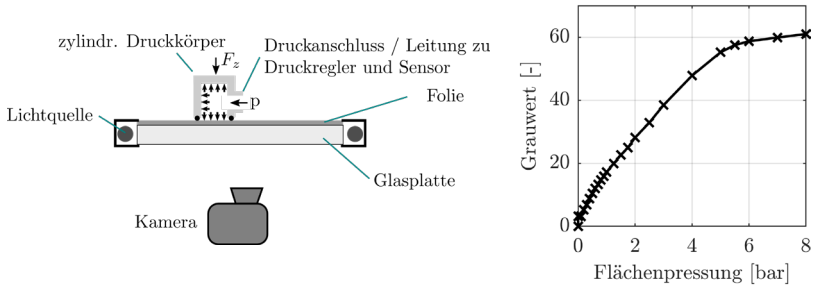 zylindr. Druckkörper
F_z
Druckanschluss / Leitung zu
Druckregler und Sensor
p
Folie
Lichtquelle
Glasplatte
Kamera
Grauwert [-]
60
40
20
0
0 2 4 6 8
Flächenpressung [bar]